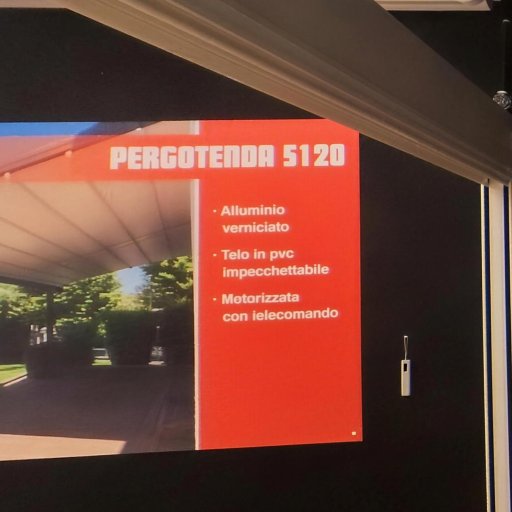 PERGOTENDA 5120
· Alluminio
verniciato
· Telo in pvc
impecchettabile
· Motorizzata
con ielecomando